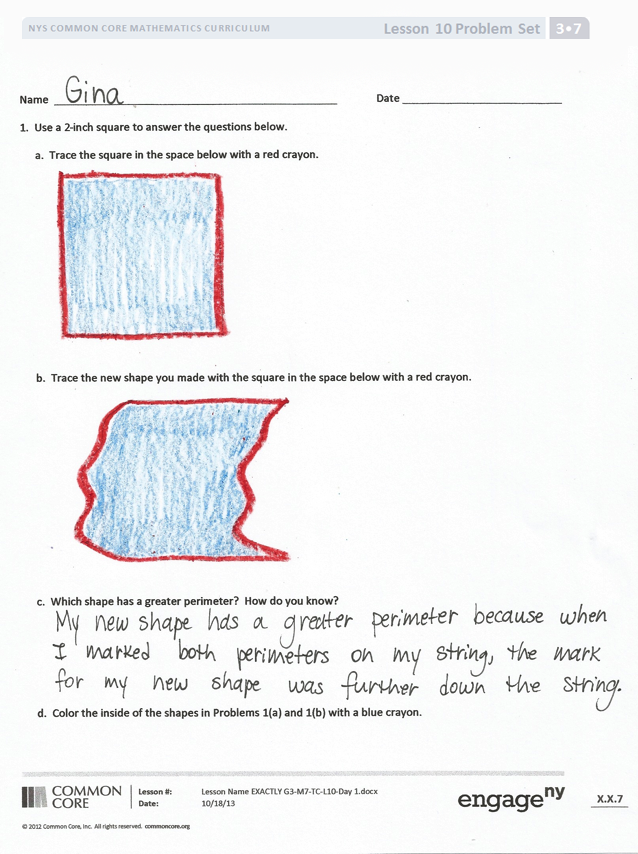 NYS COMMON CORE MATHEMATICS CURRICULUM Lesson 10 Problem Set 3•7
Name Gina Date
1. Use a 2-inch square to answer the questions below.
a. Trace the square in the space below with a red crayon.
b. Trace the new shape you made with the square in the space below with a red crayon.
c. Which shape has a greater perimeter? How do you know?
My new shape has a greater perimeter because when
I marked both perimeters on my string, the mark
for my new shape was further down the string.
d. Color the inside of the shapes in Problems 1(a) and 1(b) with a blue crayon.
COMMON CORE
Lesson #: Lesson Name EXACTLY G3-M7-TC-L10-Day 1.docx
Date: 10/18/13
engage ny
X.X.7
© 2012 Common Core, Inc. All rights reserved. commoncore.org